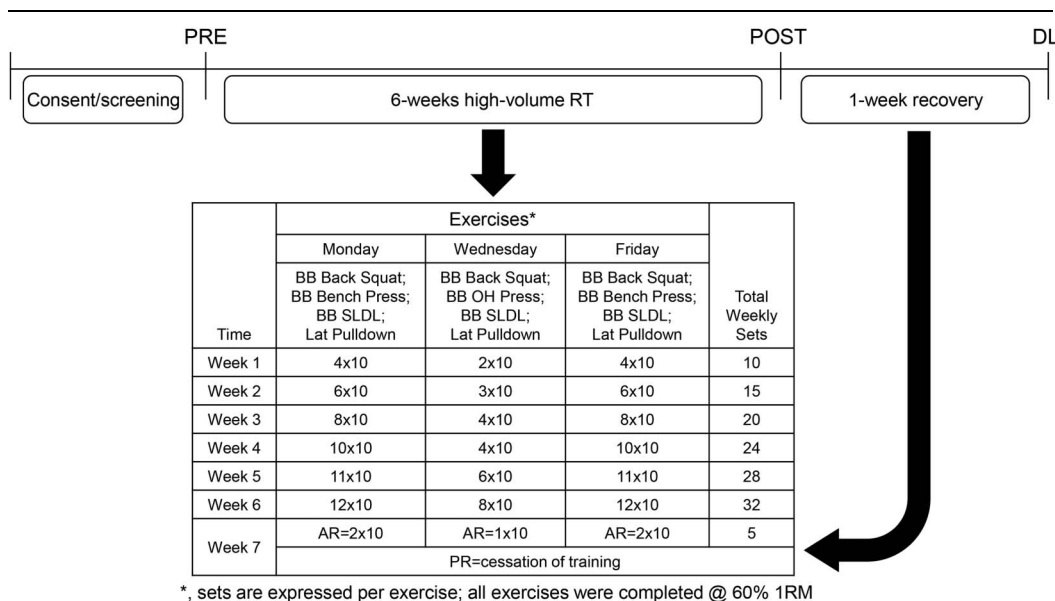 PRE POST DL
Consent/screening 6-weeks high-volume RT 1-week recovery
Exercises*
Monday Wednesday Friday
Time
BB Back Squat;
BB Bench Press;
BB SLDL;
Lat Pulldown
BB Back Squat;
BB OH Press;
BB SLDL;
Lat Pulldown
BB Back Squat;
BB Bench Press;
BB SLDL;
Lat Pulldown
Total
Weekly
Sets
Week 1 4x10 2x10 4x10 10
Week 2 6x10 3x10 6x10 15
Week 3 8x10 4x10 8x10 20
Week 4 10x10 4x10 10x10 24
Week 5 11x10 6x10 11x10 28
Week 6 12x10 8x10 12x10 32
Week 7 AR=2x10 AR=1x10 AR=2x10 5
PR=cessation of training
*, sets are expressed per exercise; all exercises were completed @ 60% 1RM